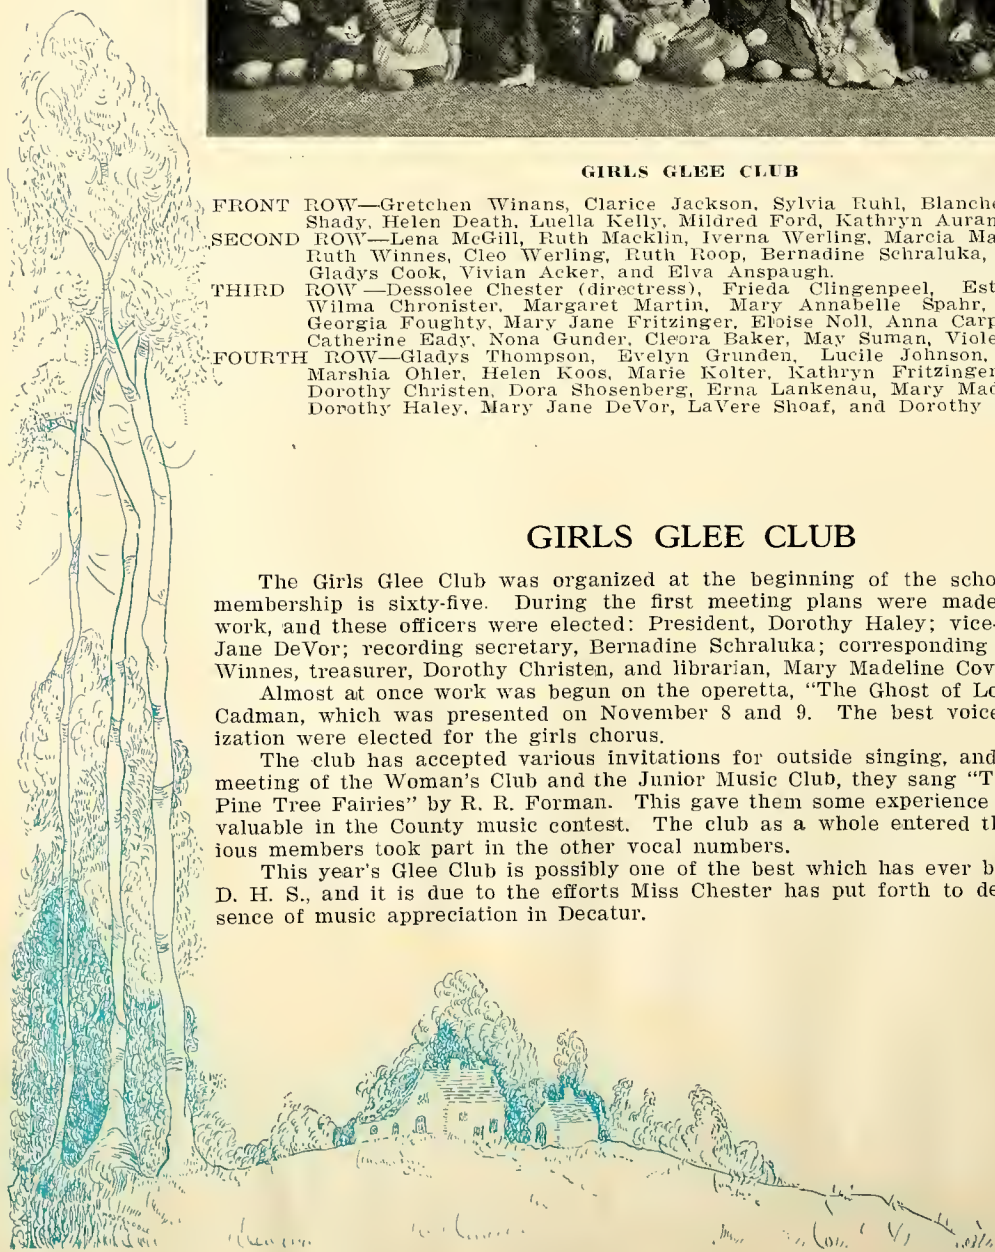 GIRLS GLEE CLUB
FRONT ROW—Gretchen Winans, Clarice Jackson, Sylvia Ruhl, Blanche
Shady, Helen Death, Luella Kelly, Mildred Ford, Kathryn Auran
SECOND ROW—Lena McGill, Ruth Macklin, Iverna Werling, Marcia Ma
Ruth Winnes, Cleo Werling, Ruth Roop, Bernadine Schraluka,
Gladys Cook, Vivian Acker, and Elva Anspaugh.
THIRD ROW—Dessolee Chester (directress), Frieda Clingenpeel, Est
Wilma Chronister, Margaret Martin, Mary Annabelle Spahr,
Georgia Foughty, Mary Jane Fritzinger, Eloise Noll, Anna Carp
Catherine Eady, Nona Gunder, Cleora Baker, May Suman, Viole
FOURTH ROW—Gladys Thompson, Evelyn Grunden, Lucile Johnson,
Marshia Ohler, Helen Koos, Marie Kolter, Kathryn Fritzinger
Dorothy Christen, Dora Shosenberg, Erna Lankenau, Mary Mad
Dorothy Haley, Mary Jane DeVor, LaVere Shoaf, and Dorothy
GIRLS GLEE CLUB
The Girls Glee Club was organized at the beginning of the scho
membership is sixty-five. During the first meeting plans were made
work, and these officers were elected: President, Dorothy Haley; vice-
Jane DeVor; recording secretary, Bernadine Schraluka; corresponding
Winnes, treasurer, Dorothy Christen, and librarian, Mary Madeline Cov
Almost at once work was begun on the operetta, "The Ghost of Lo
Cadman, which was presented on November 8 and 9. The best voice
ization were elected for the girls chorus.
The club has accepted various invitations for outside singing, and
meeting of the Woman's Club and the Junior Music Club, they sang "T
Pine Tree Fairies" by R. R. Forman. This gave them some experience
valuable in the County music contest. The club as a whole entered th
ious members took part in the other vocal numbers.
This year's Glee Club is possibly one of the best which has ever b
D. H. S., and it is due to the efforts Miss Chester has put forth to de
sence of music appreciation in Decatur.